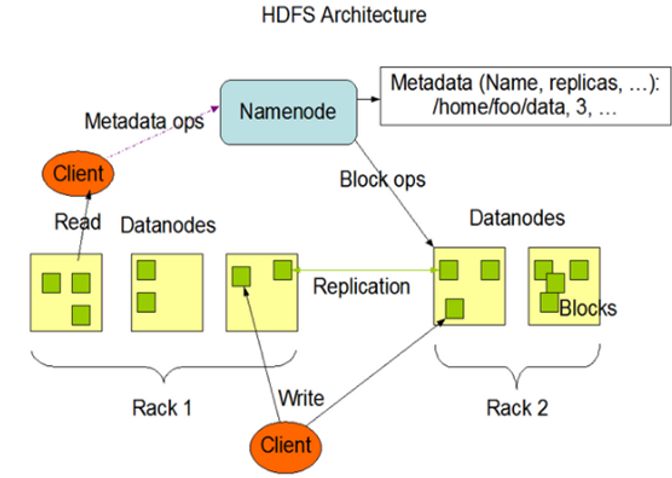 HDFS Architecture
Metadata (Name, replicas, ...):
/home/foo/data, 3, ...
Namenode
Metadata ops
Client
Block ops
Read
Datanodes
Datanodes
Replication
Blocks
Rack 1
Write
Rack 2
Client